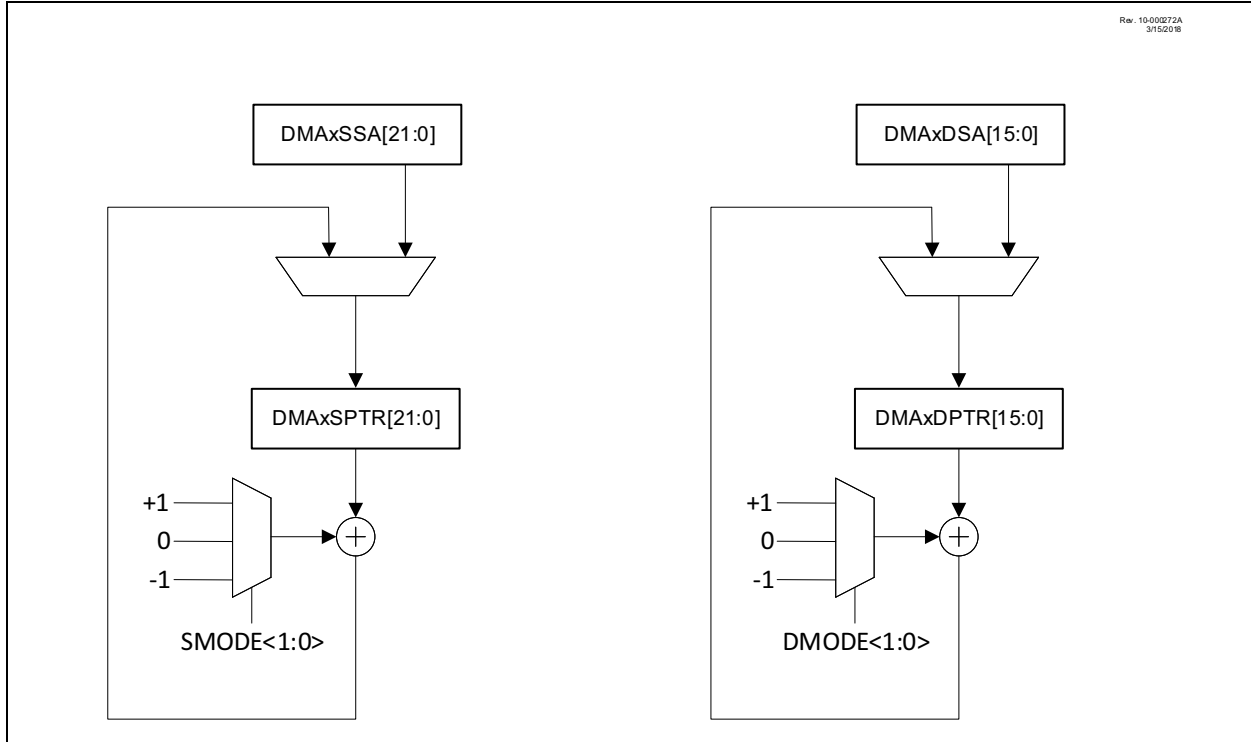 Rev. 10-000272A
3/15/2018
DMAxSSA[21:0]
DMAxDSA[15:0]
DMAxSPTR[21:0]
DMAxDPTR[15:0]
+1
0
-1
SMODE<1:0>
+1
0
-1
DMODE<1:0>